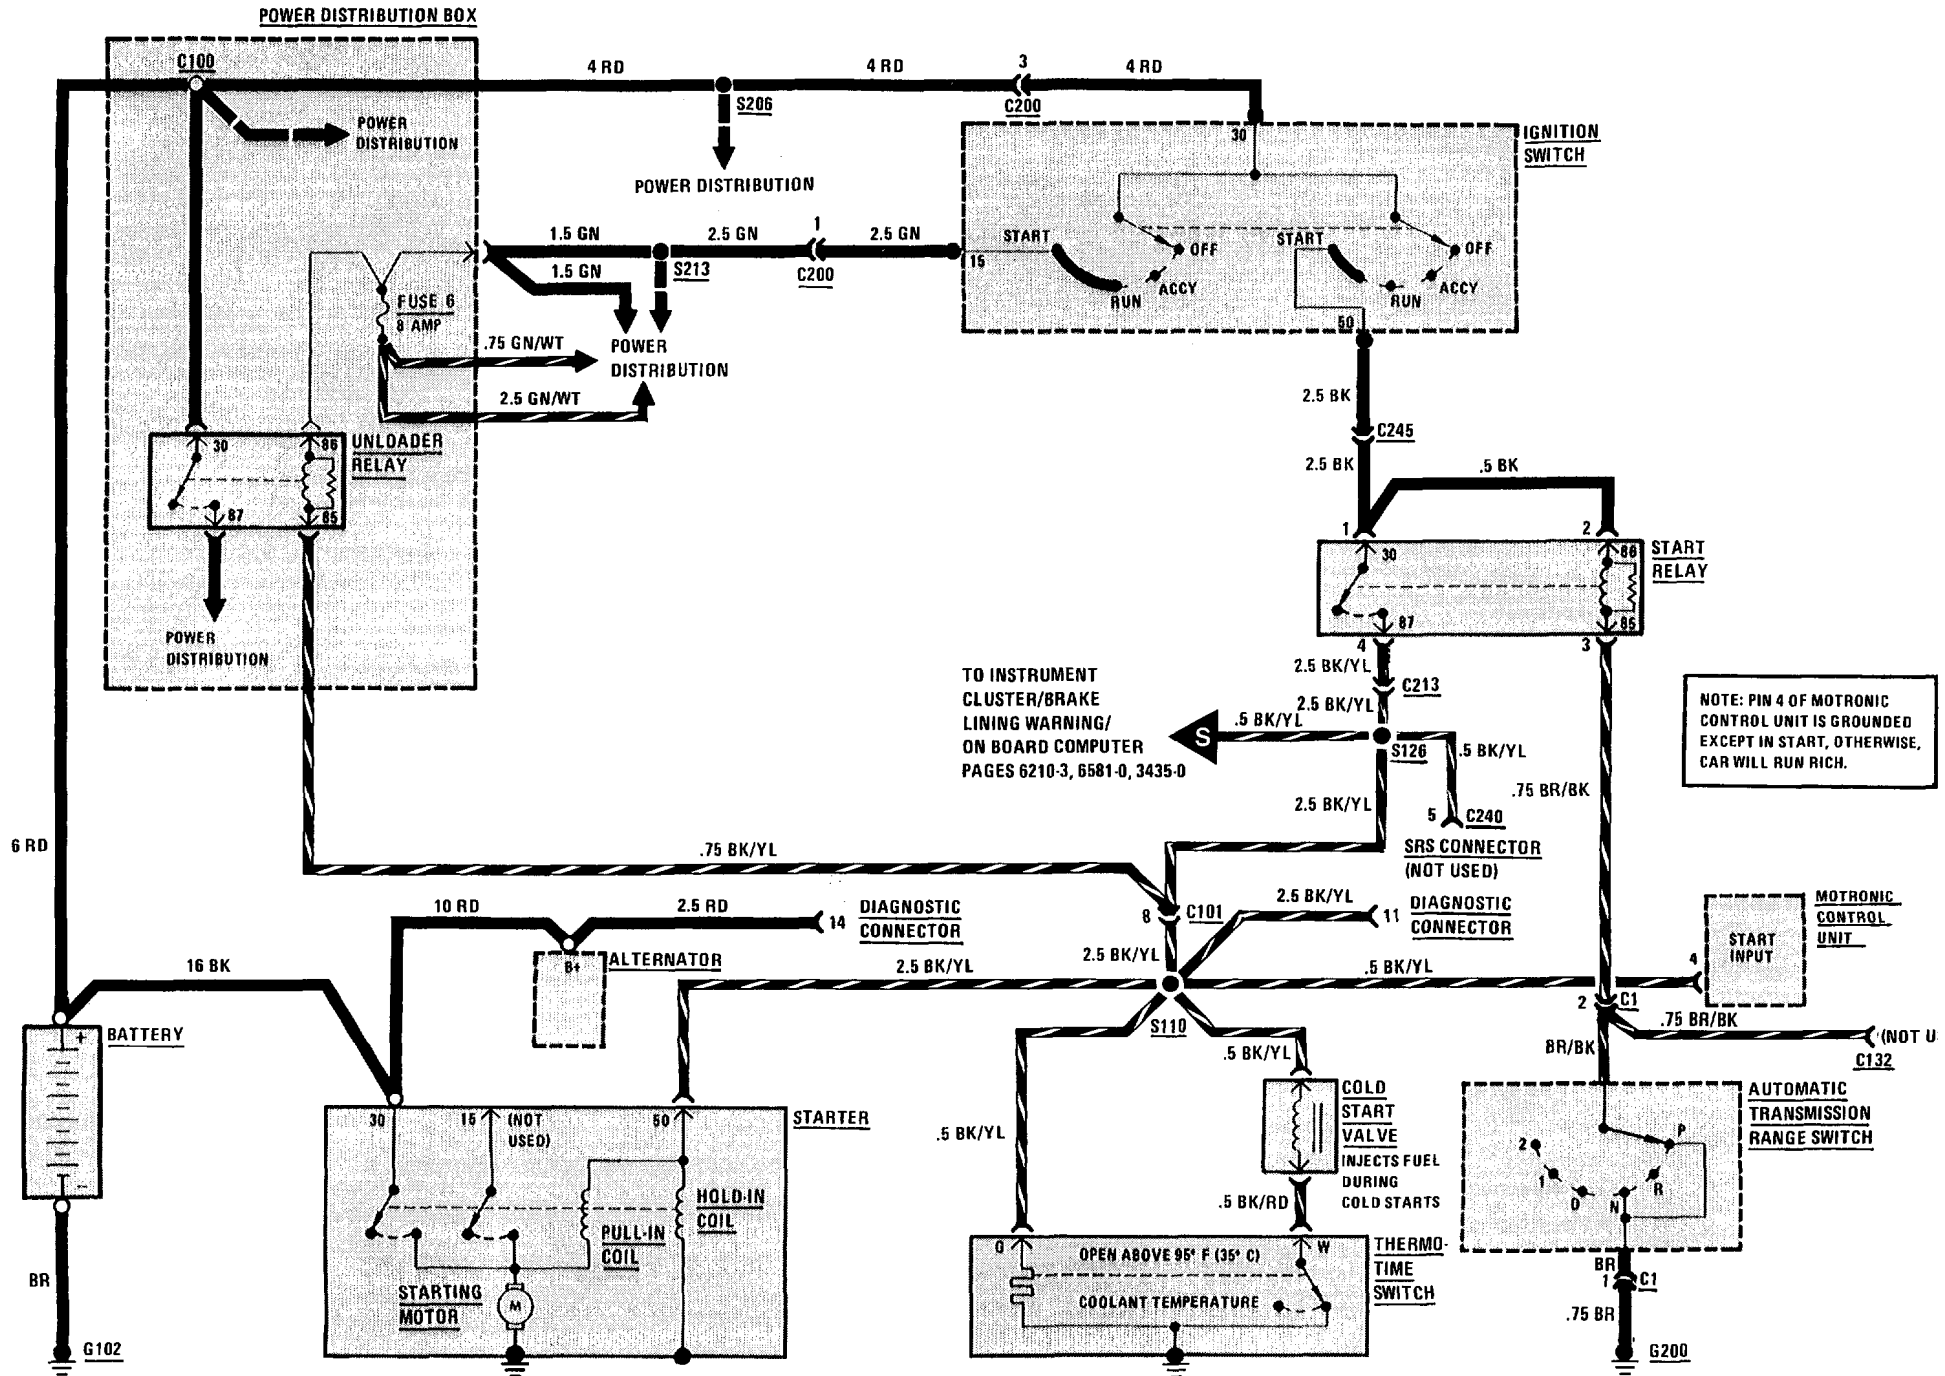 POWER DISTRIBUTION BOX
C100
4 RD
4 RD
3
4 RD
S206
C200
POWER
DISTRIBUTION
POWER DISTRIBUTION
30
IGNITION
SWITCH
1.5 GN
2.5 GN
1
2.5 GN
1.5 GN
S213
C200
15
START
OFF
ACCY
RUN
START
OFF
ACCY
RUN
50
FUSE 6
8 AMP
.75 GN/WT
POWER
DISTRIBUTION
2.5 GN/WT
2.5 BK
C245
2.5 BK
.5 BK
30
86
UNLOADER
RELAY
87
85
1
2
30
86
START
RELAY
87
85
4
3
POWER
DISTRIBUTION
2.5 BK/YL
C213
2.5 BK/YL
TO INSTRUMENT
CLUSTER/BRAKE
LINING WARNING/
ON BOARD COMPUTER
PAGES 6210-3, 6581-0, 3435-0
S
.5 BK/YL
S126
.5 BK/YL
NOTE: PIN 4 OF MOTRONIC
CONTROL UNIT IS GROUNDED
EXCEPT IN START, OTHERWISE,
CAR WILL RUN RICH.
.75 BR/BK
2.5 BK/YL
5
C240
SRS CONNECTOR
(NOT USED)
6 RD
.75 BK/YL
10 RD
2.5 RD
14
DIAGNOSTIC
CONNECTOR
8
C101
2.5 BK/YL
11
DIAGNOSTIC
CONNECTOR
MOTRONIC
CONTROL
UNIT
START
INPUT
4
16 BK
B+
ALTERNATOR
2.5 BK/YL
2.5 BK/YL
.5 BK/YL
S110
2
C1
.75 BR/BK
(NOT U
C132
BR/BK
+
BATTERY
-
.5 BK/YL
COLD
START
VALVE
INJECTS FUEL
DURING
COLD STARTS
.5 BK/YL
.5 BK/RD
30
15
(NOT
USED)
50
STARTER
HOLD-IN
COIL
PULL-IN
COIL
STARTING
MOTOR
M
AUTOMATIC
TRANSMISSION
RANGE SWITCH
P
R
N
D
1
2
G
W
OPEN ABOVE 95° F (35° C)
COOLANT TEMPERATURE
THERMO-
TIME
SWITCH
BR
G102
BR
1
C1
.75 BR
G200